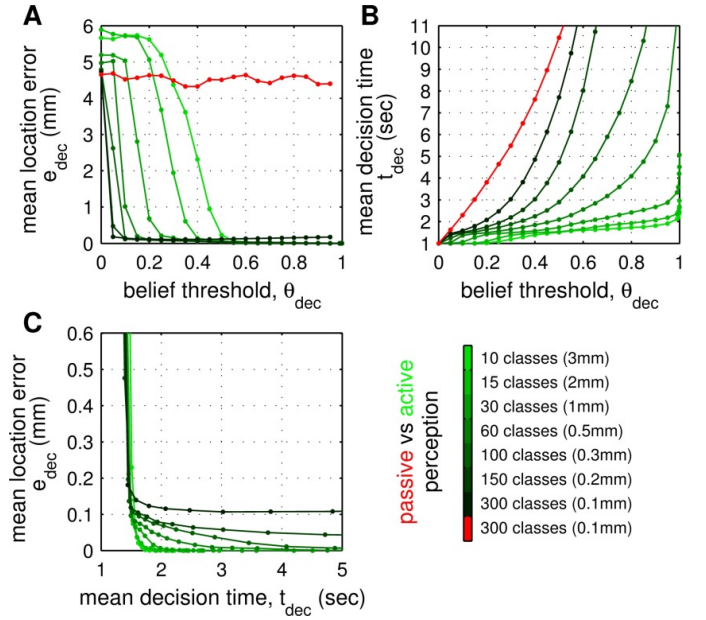 A
6
5
4
3
2
1
0
0 0.2 0.4 0.6 0.8 1
mean location error
e_dec (mm)
belief threshold, θ_dec
B
11
10
9
8
7
6
5
4
3
2
1
0 0.2 0.4 0.6 0.8 1
mean decision time
t_dec (sec)
belief threshold, θ_dec
C
0.6
0.5
0.4
0.3
0.2
0.1
0
1 2 3 4 5
mean location error
e_dec (mm)
mean decision time, t_dec (sec)
passive vs active
perception
10 classes (3mm)
15 classes (2mm)
30 classes (1mm)
60 classes (0.5mm)
100 classes (0.3mm)
150 classes (0.2mm)
300 classes (0.1mm)
300 classes (0.1mm)